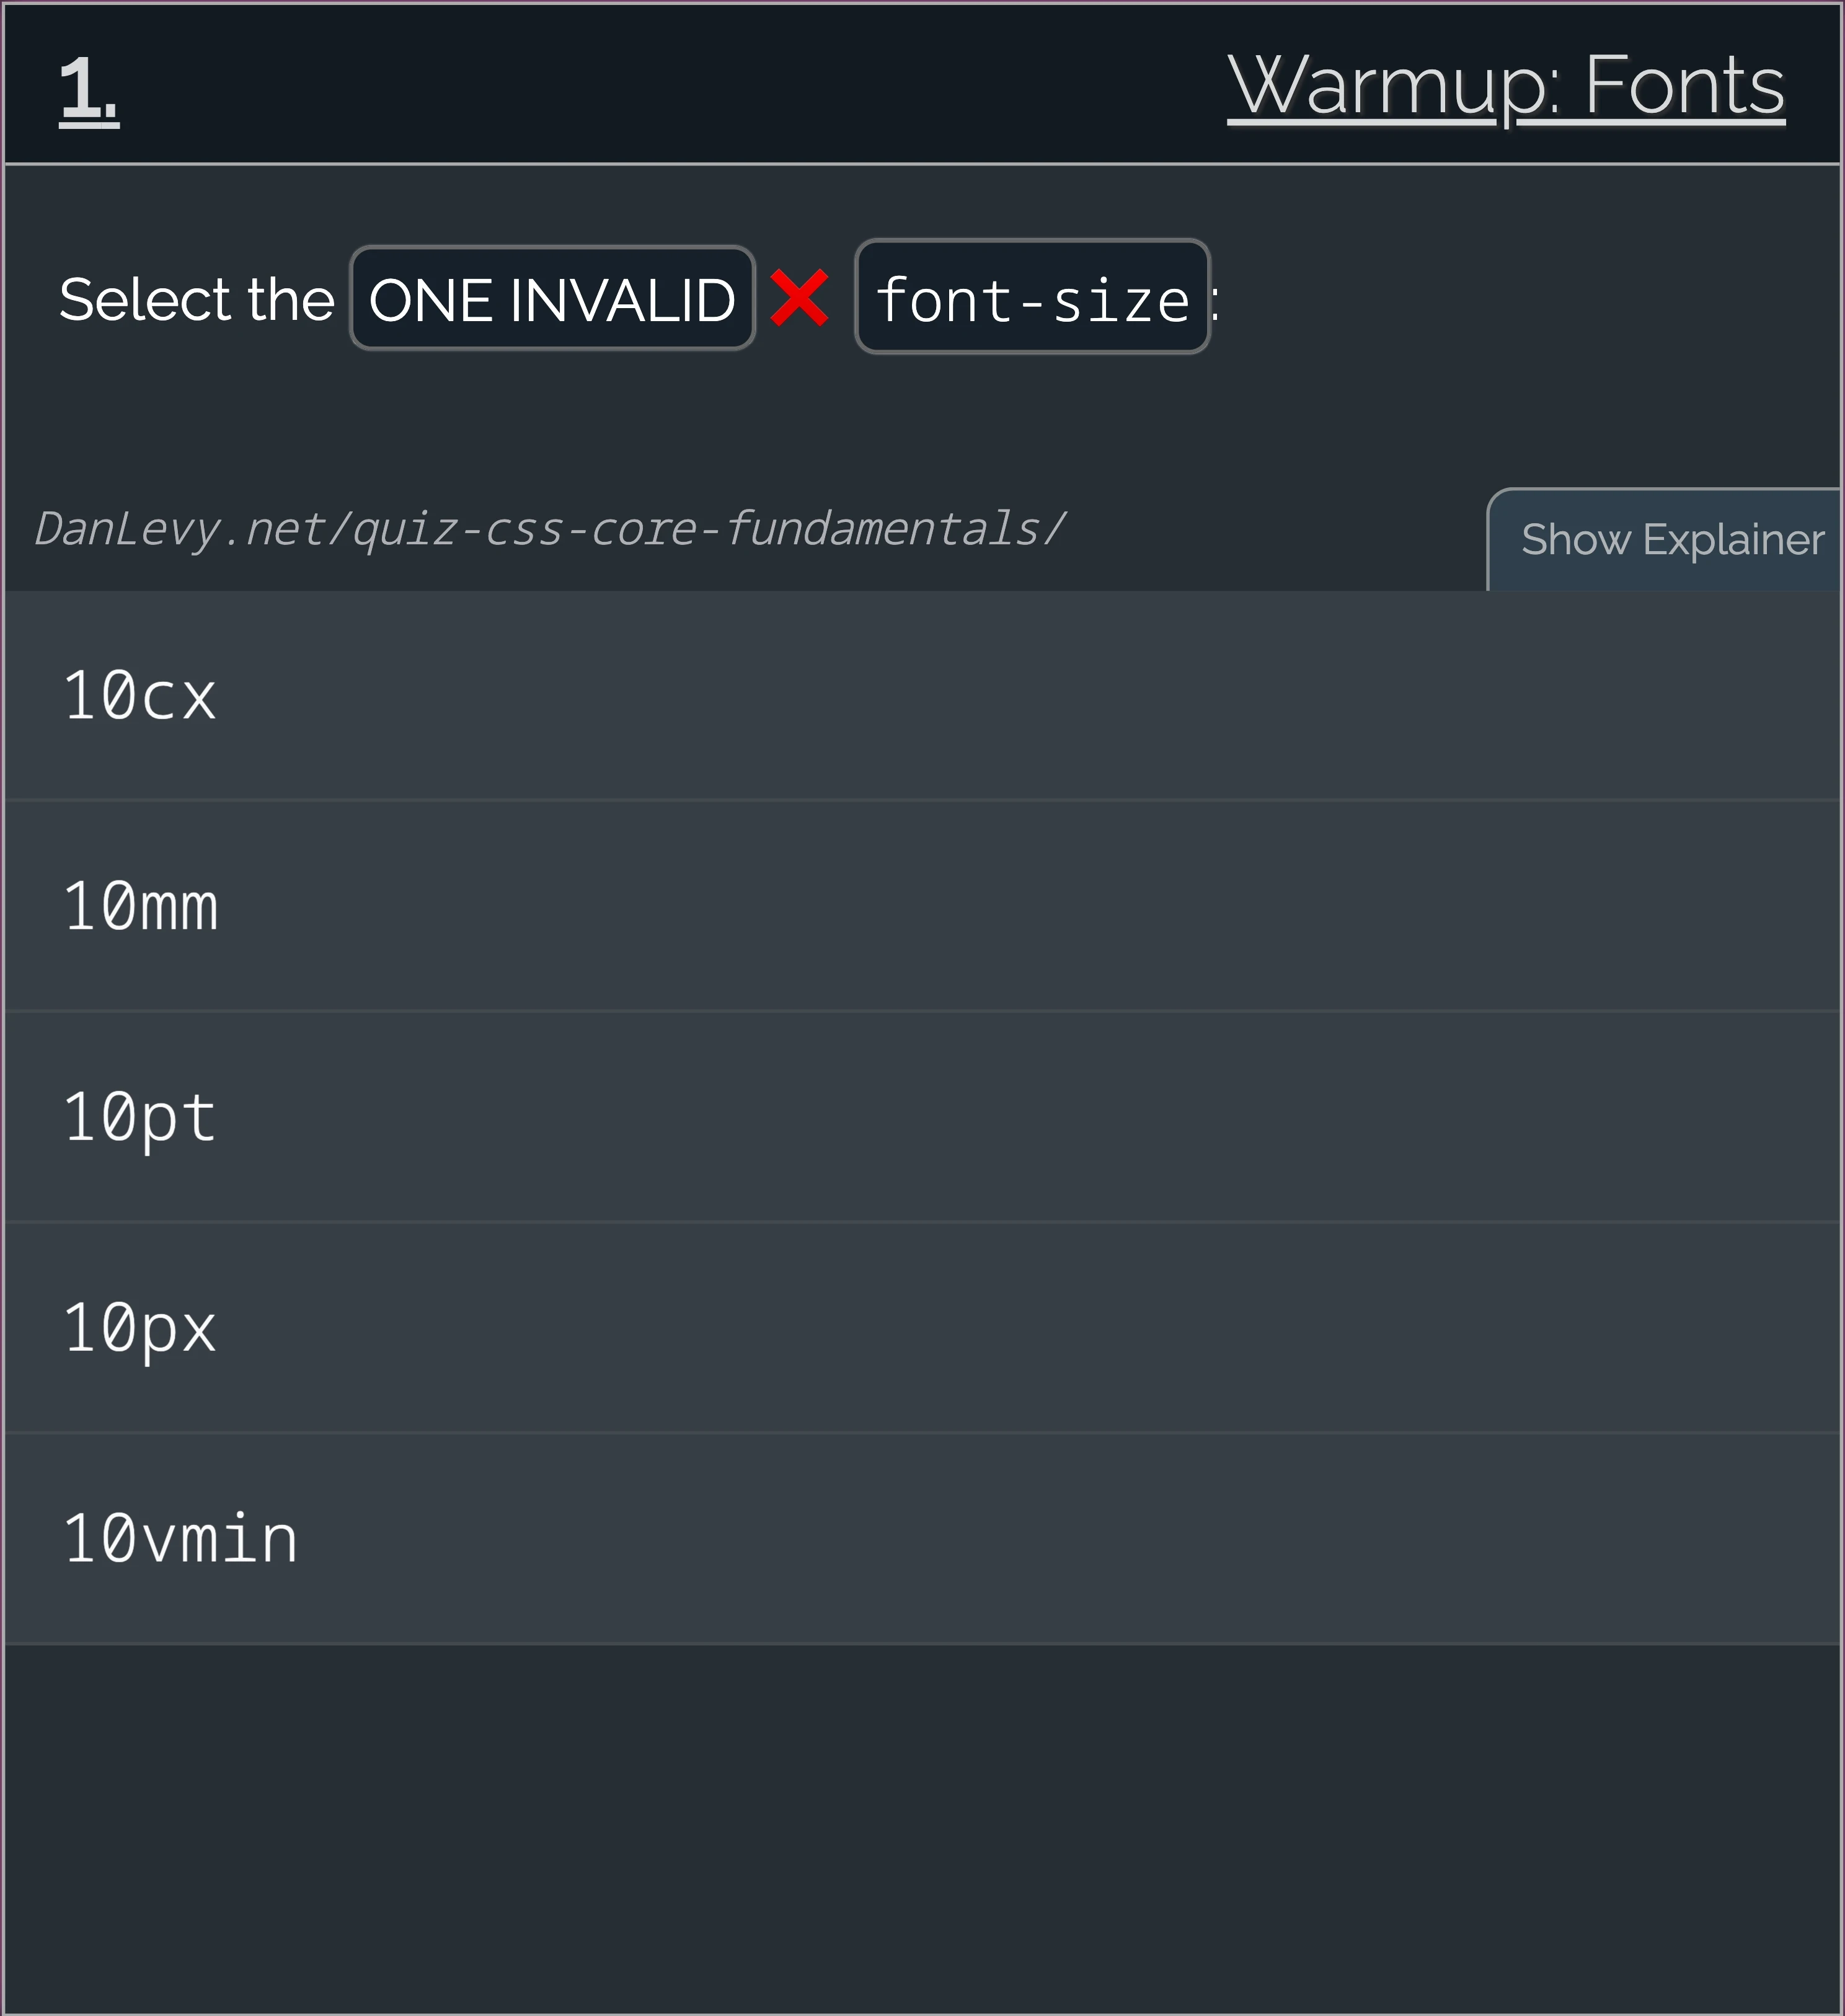 1.
Warmup: Fonts
Select the ONE INVALID ❌ font-size:
DanLevy.net/quiz-css-core-fundamentals/
Show Explainer
10cx
10mm
10pt
10px
10vmin